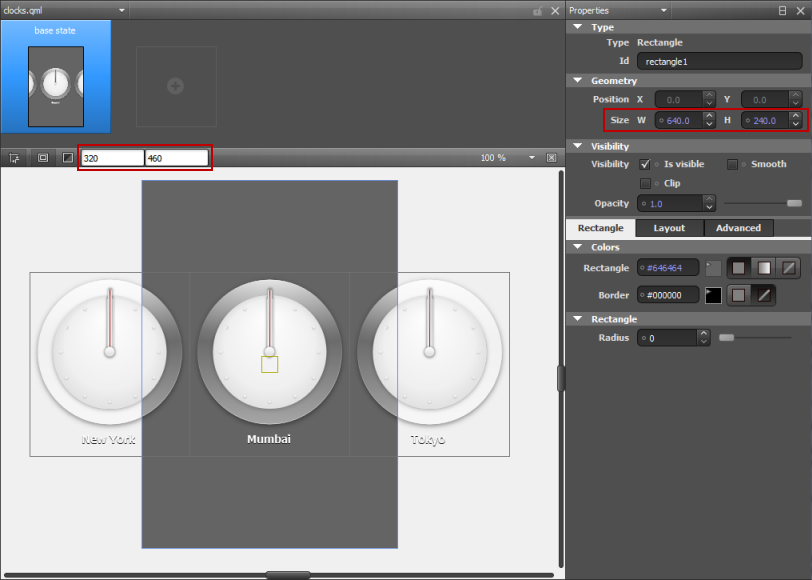 clocks.qml
base state
320 460 100 %
New York Mumbai Tokyo
Properties
Type
Type Rectangle
Id rectangle1
Geometry
Position X 0.0 Y 0.0
Size W 640.0 H 240.0
Visibility
Visibility Is visible Smooth
Clip
Opacity 1.0
Rectangle Layout Advanced
Colors
Rectangle #646464
Border #000000
Rectangle
Radius 0